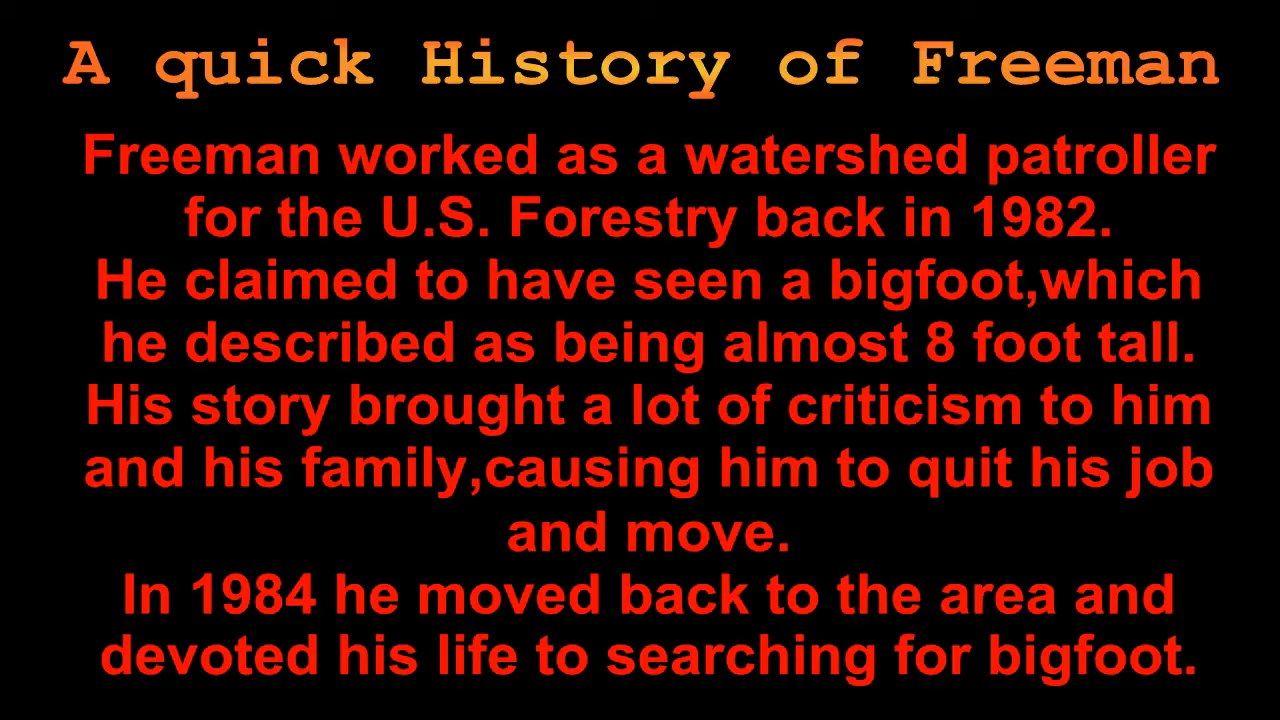 A quick History of Freeman
Freeman worked as a watershed patroller
for the U.S. Forestry back in 1982.
He claimed to have seen a bigfoot,which
he described as being almost 8 foot tall.
His story brought a lot of criticism to him
and his family,causing him to quit his job
and move.
In 1984 he moved back to the area and
devoted his life to searching for bigfoot.